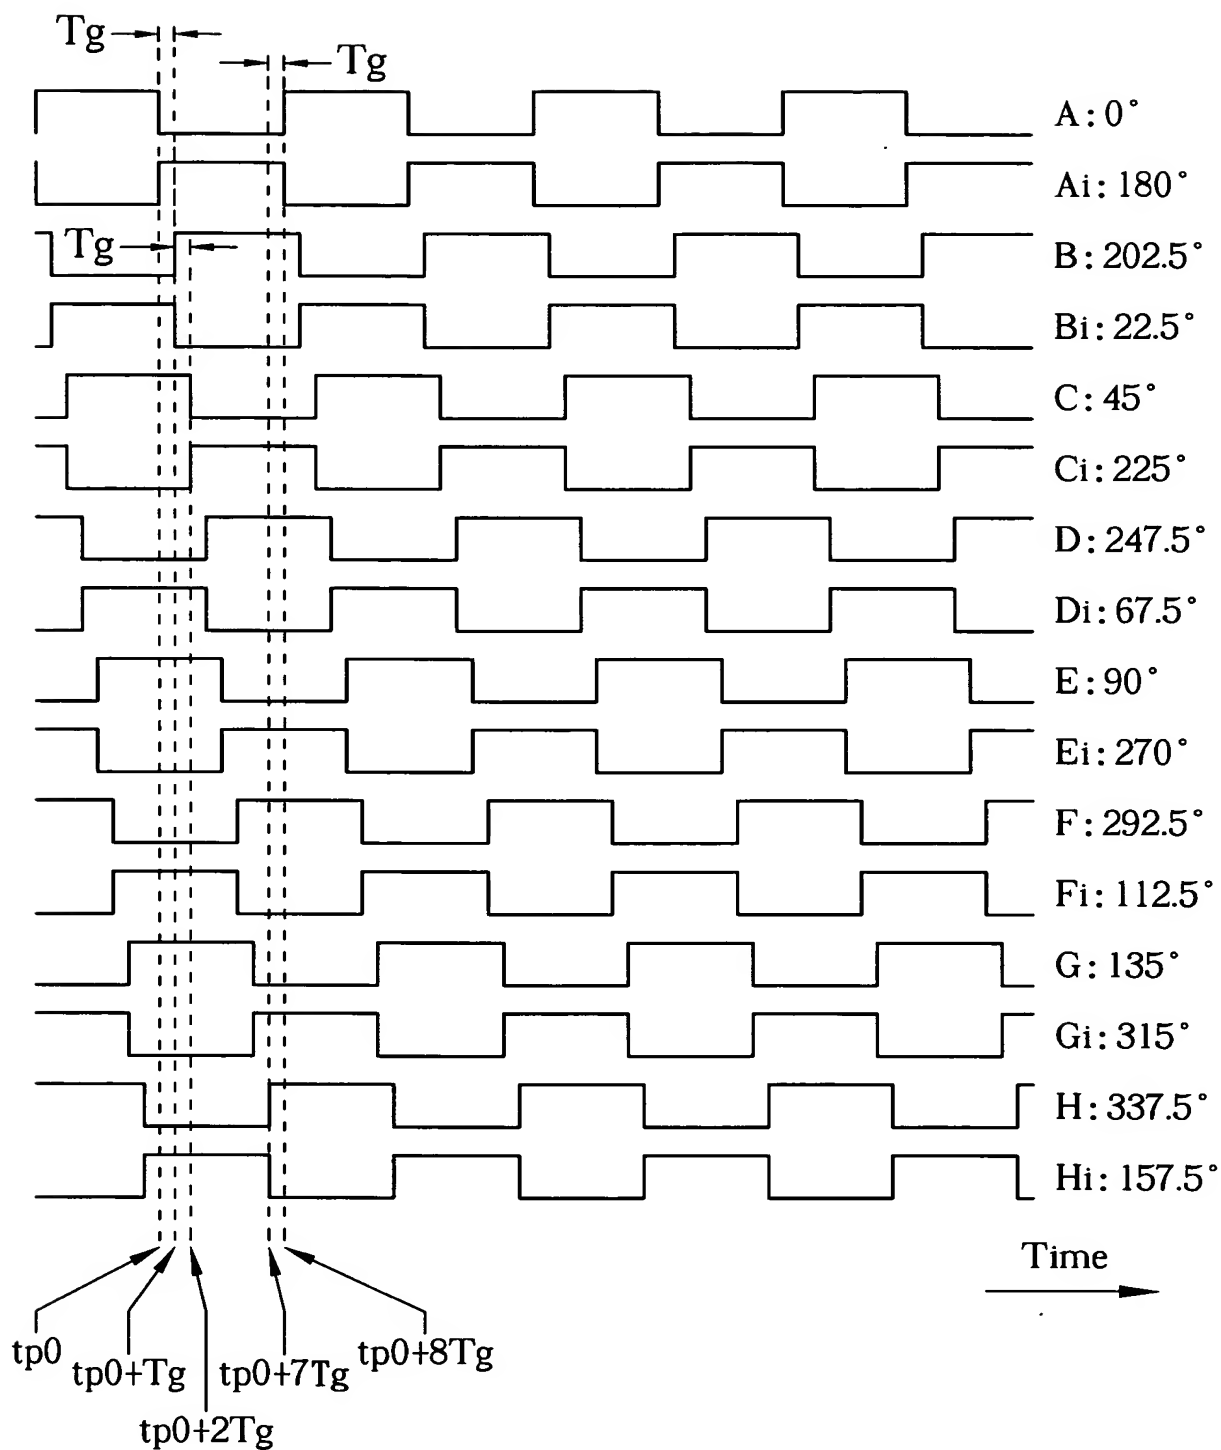 Tg
Tg
A: 0°
Ai: 180°
Tg
B: 202.5°
Bi: 22.5°
C: 45°
Ci: 225°
D: 247.5°
Di: 67.5°
E: 90°
Ei: 270°
F: 292.5°
Fi: 112.5°
G: 135°
Gi: 315°
H: 337.5°
Hi: 157.5°
Time
tp0
tp0+Tg
tp0+2Tg
tp0+7Tg
tp0+8Tg